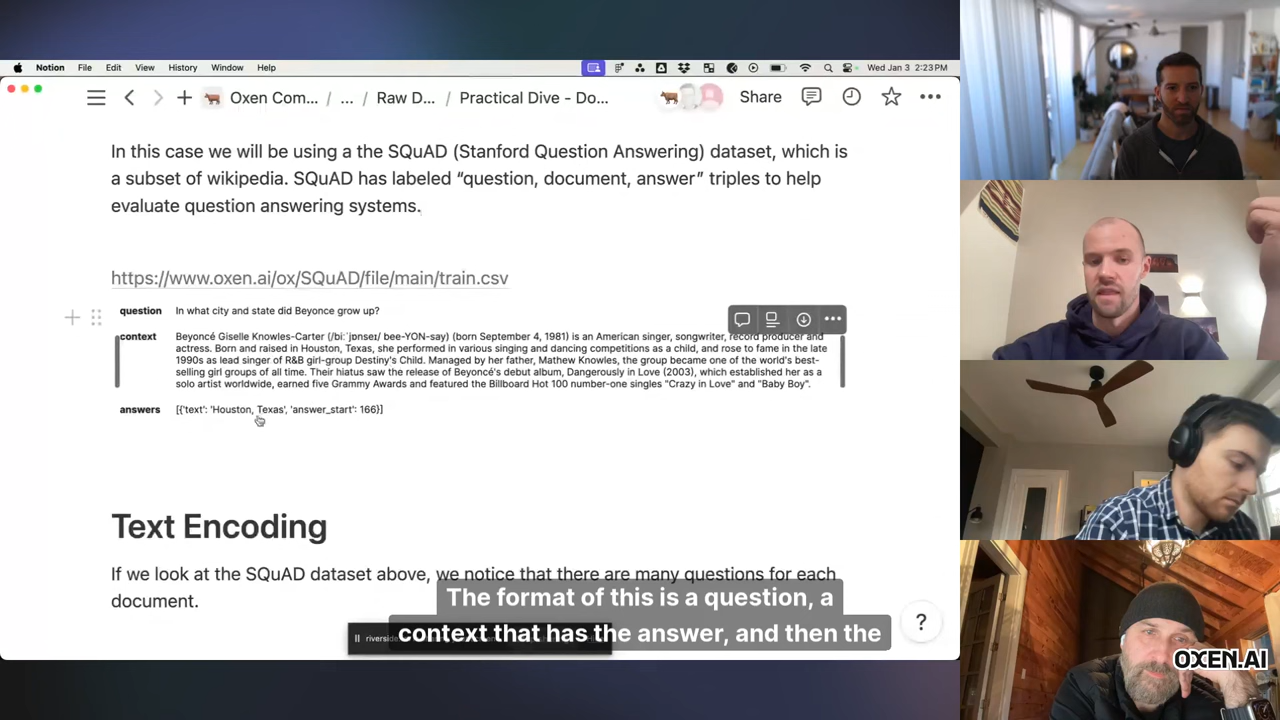 Notion File Edit View History Window Help Wed Jan 3 2:23 PM
Oxen Com... / ... / Raw D... / Practical Dive - Do... Share
In this case we will be using a the SQuAD (Stanford Question Answering) dataset, which is
a subset of wikipedia. SQuAD has labeled “question, document, answer” triples to help
evaluate question answering systems.
https://www.oxen.ai/ox/SQuAD/file/main/train.csv
question In what city and state did Beyonce grow up?
context Beyoncé Giselle Knowles-Carter (/biːˈjɒnseɪ/ bee-YON-say) (born September 4, 1981) is an American singer, songwriter, record producer and
actress. Born and raised in Houston, Texas, she performed in various singing and dancing competitions as a child, and rose to fame in the late
1990s as lead singer of R&B girl-group Destiny's Child. Managed by her father, Mathew Knowles, the group became one of the world's best-
selling girl groups of all time. Their hiatus saw the release of Beyoncé's debut album, Dangerously in Love (2003), which established her as a
solo artist worldwide, earned five Grammy Awards and featured the Billboard Hot 100 number-one singles "Crazy in Love" and "Baby Boy".
answers [{'text': 'Houston, Texas', 'answer_start': 166}]
Text Encoding
If we look at the SQuAD dataset above, we notice that there are many questions for each
document.
The format of this is a question, a
context that has the answer, and then the
?
OXEN.AI